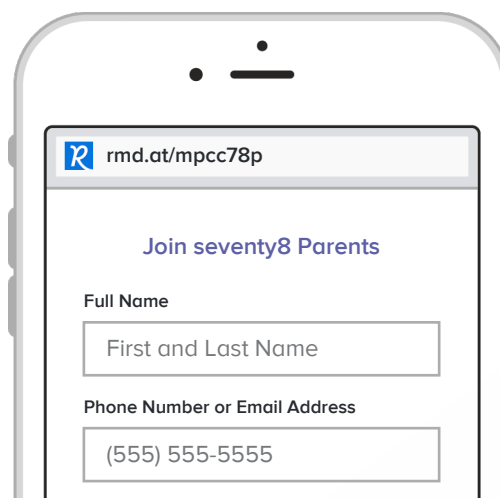 R rmd.at/mpcc78p
Join seventy8 Parents
Full Name
First and Last Name
Phone Number or Email Address
(555) 555-5555